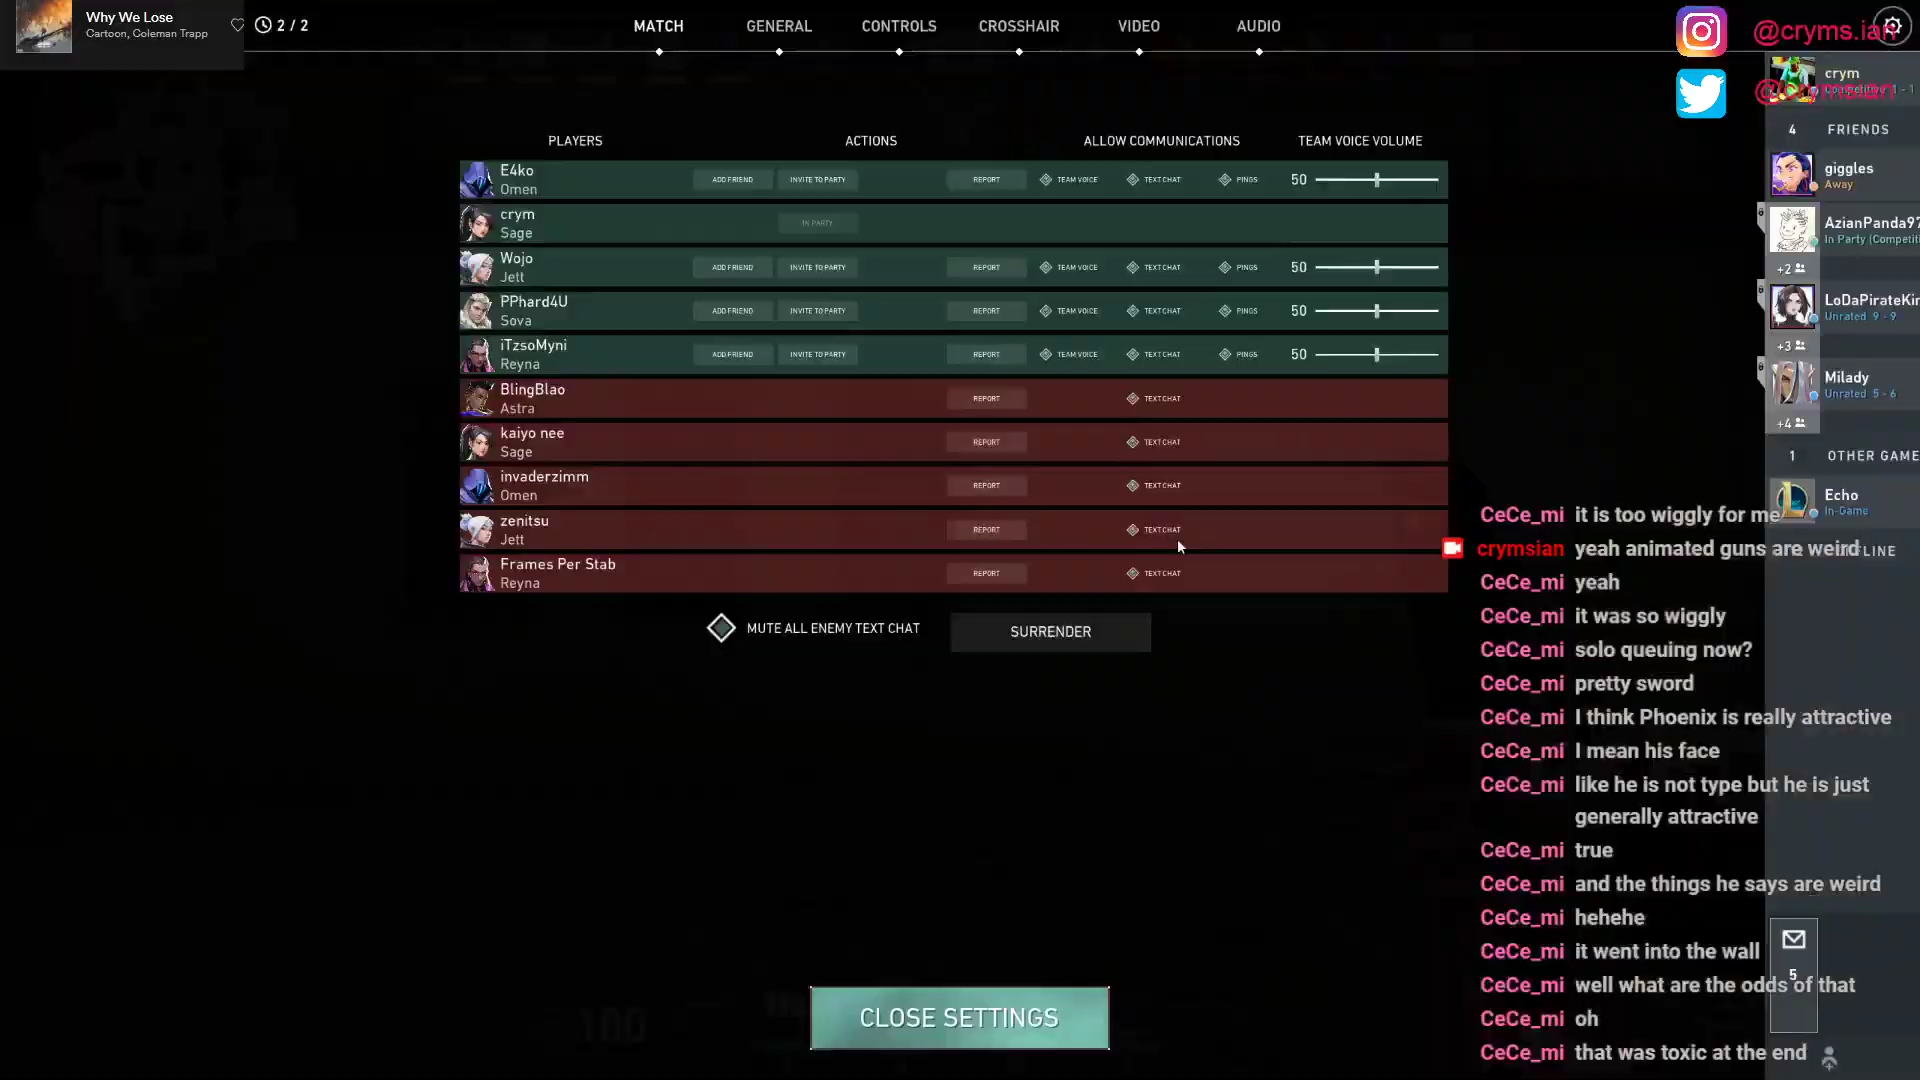 Why We Lose
Cartoon, Coleman Trapp
2 / 2
MATCH GENERAL CONTROLS CROSSHAIR VIDEO AUDIO
@cryms.ian
PLAYERS ACTIONS ALLOW COMMUNICATIONS TEAM VOICE VOLUME
E4ko
Omen
ADD FRIEND INVITE TO PARTY REPORT TEAM VOICE TEXT CHAT PINGS 50
crym
Sage
IN PARTY
Wojo
Jett
ADD FRIEND INVITE TO PARTY REPORT TEAM VOICE TEXT CHAT PINGS 50
PPhard4U
Sova
ADD FRIEND INVITE TO PARTY REPORT TEAM VOICE TEXT CHAT PINGS 50
iTzsoMyni
Reyna
ADD FRIEND INVITE TO PARTY REPORT TEAM VOICE TEXT CHAT PINGS 50
BlingBlao
Astra
REPORT TEXT CHAT
kaiyo nee
Sage
REPORT TEXT CHAT
invaderzimm
Omen
REPORT TEXT CHAT
zenitsu
Jett
REPORT TEXT CHAT
Frames Per Stab
Reyna
REPORT TEXT CHAT
MUTE ALL ENEMY TEXT CHAT
SURRENDER
100
CLOSE SETTINGS
crym
Competitive 1 - 1
4 FRIENDS
giggles
Away
AzianPanda97
In Party (Competiti
+2
LoDaPirateKin
Unrated 9 - 9
+3
Milady
Unrated 5 - 6
+4
1 OTHER GAME
Echo
In-Game
CeCe_mi it is too wiggly for me
crymsian yeah animated guns are weird
CeCe_mi yeah
CeCe_mi it was so wiggly
CeCe_mi solo queuing now?
CeCe_mi pretty sword
CeCe_mi I think Phoenix is really attractive
CeCe_mi I mean his face
CeCe_mi like he is not type but he is just
generally attractive
CeCe_mi true
CeCe_mi and the things he says are weird
CeCe_mi hehehe
CeCe_mi it went into the wall
CeCe_mi well what are the odds of that
CeCe_mi oh
CeCe_mi that was toxic at the end
5